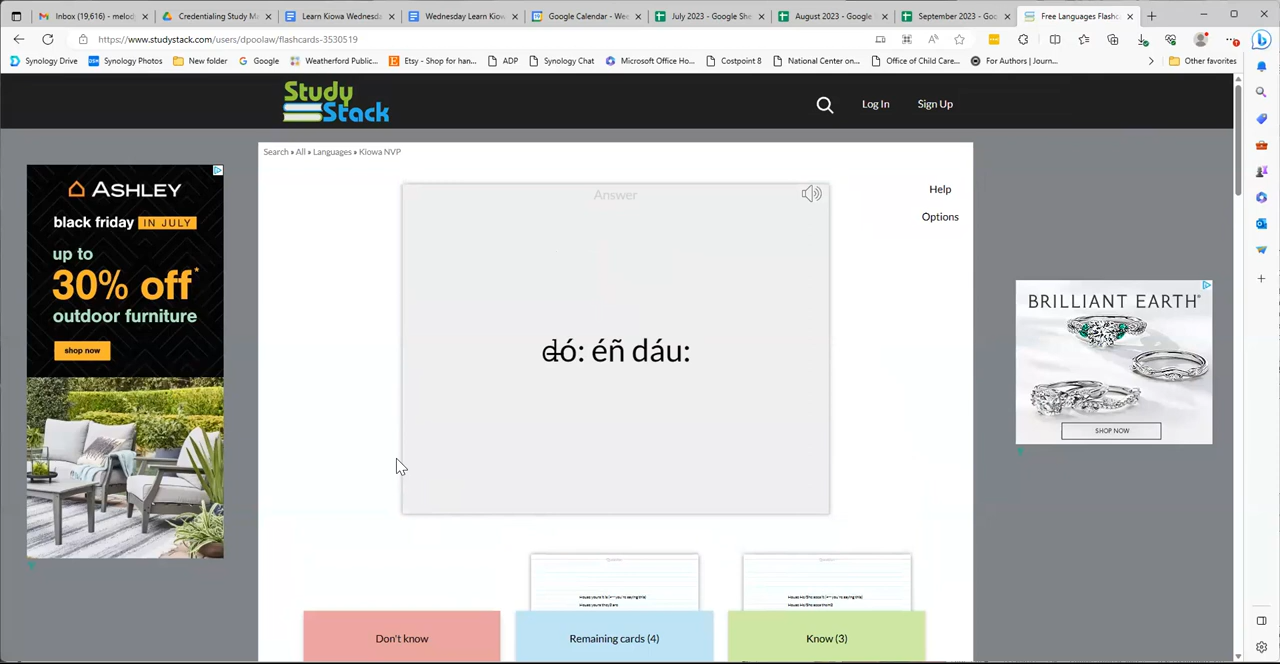 Inbox (19,616) - melod
Credentialing Study Ma
Learn Kiowa Wednesda
Wednesday Learn Kiow
Google Calendar - Wee
July 2023 - Google She
August 2023 - Google
September 2023 - Goo
Free Languages Flashc
https://www.studystack.com/users/dpoolaw/flashcards-3530519
Synology Drive
Synology Photos
New folder
Google
Weatherford Public...
Etsy - Shop for han...
ADP
Synology Chat
Microsoft Office Ho...
Costpoint 8
National Center on...
Office of Child Care...
For Authors | Journ...
Other favorites
Study Stack
Log In
Sign Up
Search » All » Languages » Kiowa NVP
Answer
Help
Options
d̶ó: éñ dáu:
ASHLEY
black friday IN JULY
up to
30% off*
outdoor furniture
shop now
BRILLIANT EARTH®
SHOP NOW
Don't know
Remaining cards (4)
Know (3)